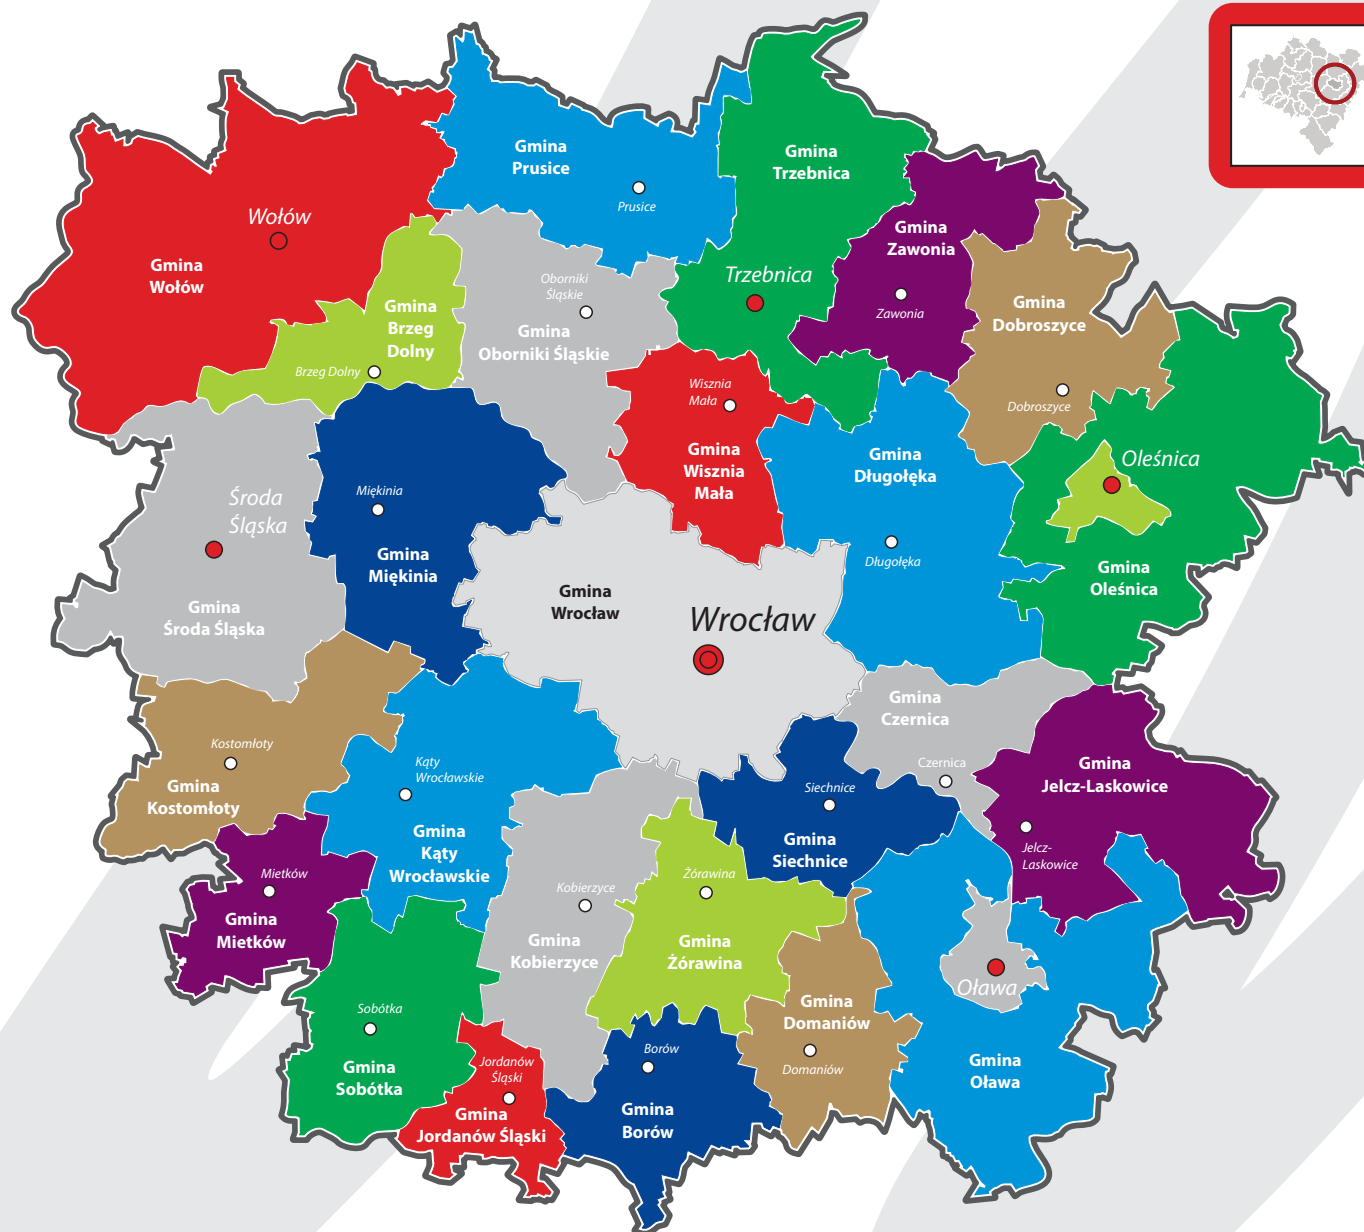 Gmina
Prusice
Prusice
Gmina
Trzebnica
Trzebnica
Gmina
Zawonia
Zawonia
Wołów
Gmina
Wołów
Gmina
Brzeg
Dolny
Brzeg Dolny
Oborniki
Śląskie
Gmina
Oborniki Śląskie
Gmina
Dobroszyce
Dobroszyce
Wisznia
Mała
Gmina
Wisznia
Mała
Gmina
Długołęka
Długołęka
Oleśnica
Gmina
Oleśnica
Środa
Śląska
Gmina
Środa Śląska
Miękinia
Gmina
Miękinia
Gmina
Wrocław
Wrocław
Gmina
Czernica
Czernica
Kostomłoty
Gmina
Kostomłoty
Kąty
Wrocławskie
Gmina
Kąty
Wrocławskie
Siechnice
Gmina
Siechnice
Gmina
Jelcz-Laskowice
Jelcz-
Laskowice
Mietków
Gmina
Mietków
Kobierzyce
Gmina
Kobierzyce
Żórawina
Gmina
Żórawina
Oława
Gmina
Oława
Gmina
Domaniów
Domaniów
Sobótka
Gmina
Sobótka
Jordanów
Śląski
Gmina
Jordanów Śląski
Borów
Gmina
Borów